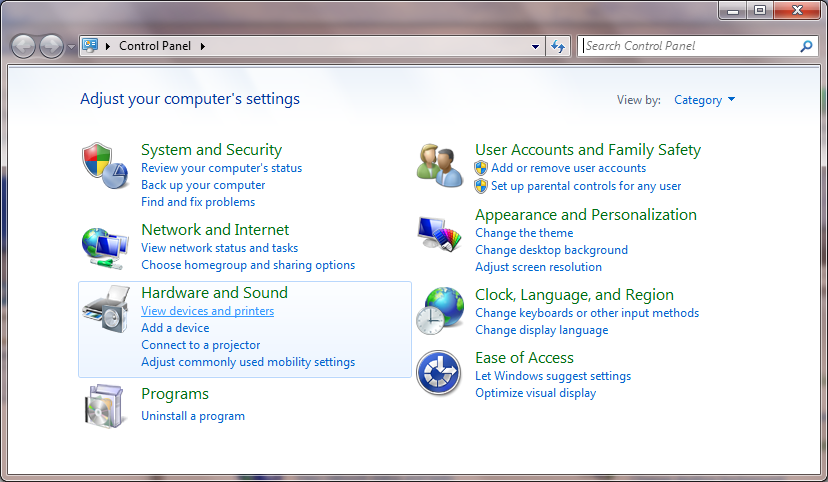 Control Panel
Search Control Panel
Adjust your computer's settings
View by: Category
System and Security
Review your computer's status
Back up your computer
Find and fix problems
Network and Internet
View network status and tasks
Choose homegroup and sharing options
Hardware and Sound
View devices and printers
Add a device
Connect to a projector
Adjust commonly used mobility settings
Programs
Uninstall a program
User Accounts and Family Safety
Add or remove user accounts
Set up parental controls for any user
Appearance and Personalization
Change the theme
Change desktop background
Adjust screen resolution
Clock, Language, and Region
Change keyboards or other input methods
Change display language
Ease of Access
Let Windows suggest settings
Optimize visual display